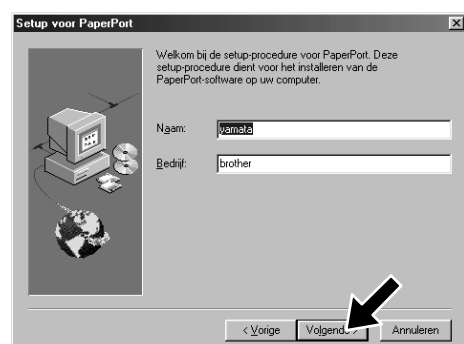 Setup voor PaperPort
Welkom bij de setup-procedure voor PaperPort. Deze
setup-procedure dient voor het installeren van de
PaperPort-software op uw computer.
Naam:
yamata
Bedrijf:
brother
< Vorige
Volgende >
Annuleren